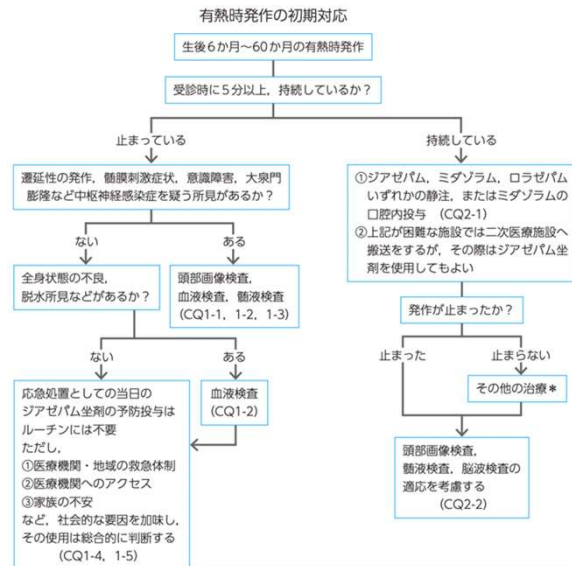 有熱時発作の初期対応
生後6か月〜60か月の有熱時発作
受診時に5分以上，持続しているか？
止まっている
持続している
遷延性の発作，髄膜刺激症状，意識障害，大泉門
膨隆など中枢神経感染症を疑う所見があるか？
①ジアゼパム，ミダゾラム，ロラゼパム
いずれかの静注，またはミダゾラムの
口腔内投与　(CQ2-1)
②上記が困難な施設では二次医療施設へ
搬送をするが，その際はジアゼパム坐
剤を使用してもよい
ない
ある
全身状態の不良，
脱水所見などがあるか？
頭部画像検査，
血液検査，髄液検査
(CQ1-1，1-2，1-3)
発作が止まったか？
止まった
止まらない
ない
ある
その他の治療＊
応急処置としての当日の
ジアゼパム坐剤の予防投与は
ルーチンには不要
ただし，
①医療機関・地域の救急体制
②医療機関へのアクセス
③家族の不安
など，社会的な要因を加味し，
その使用は総合的に判断する
(CQ1-4，1-5)
血液検査
(CQ1-2)
頭部画像検査，
髄液検査，脳波検査の
適応を考慮する
(CQ2-2)